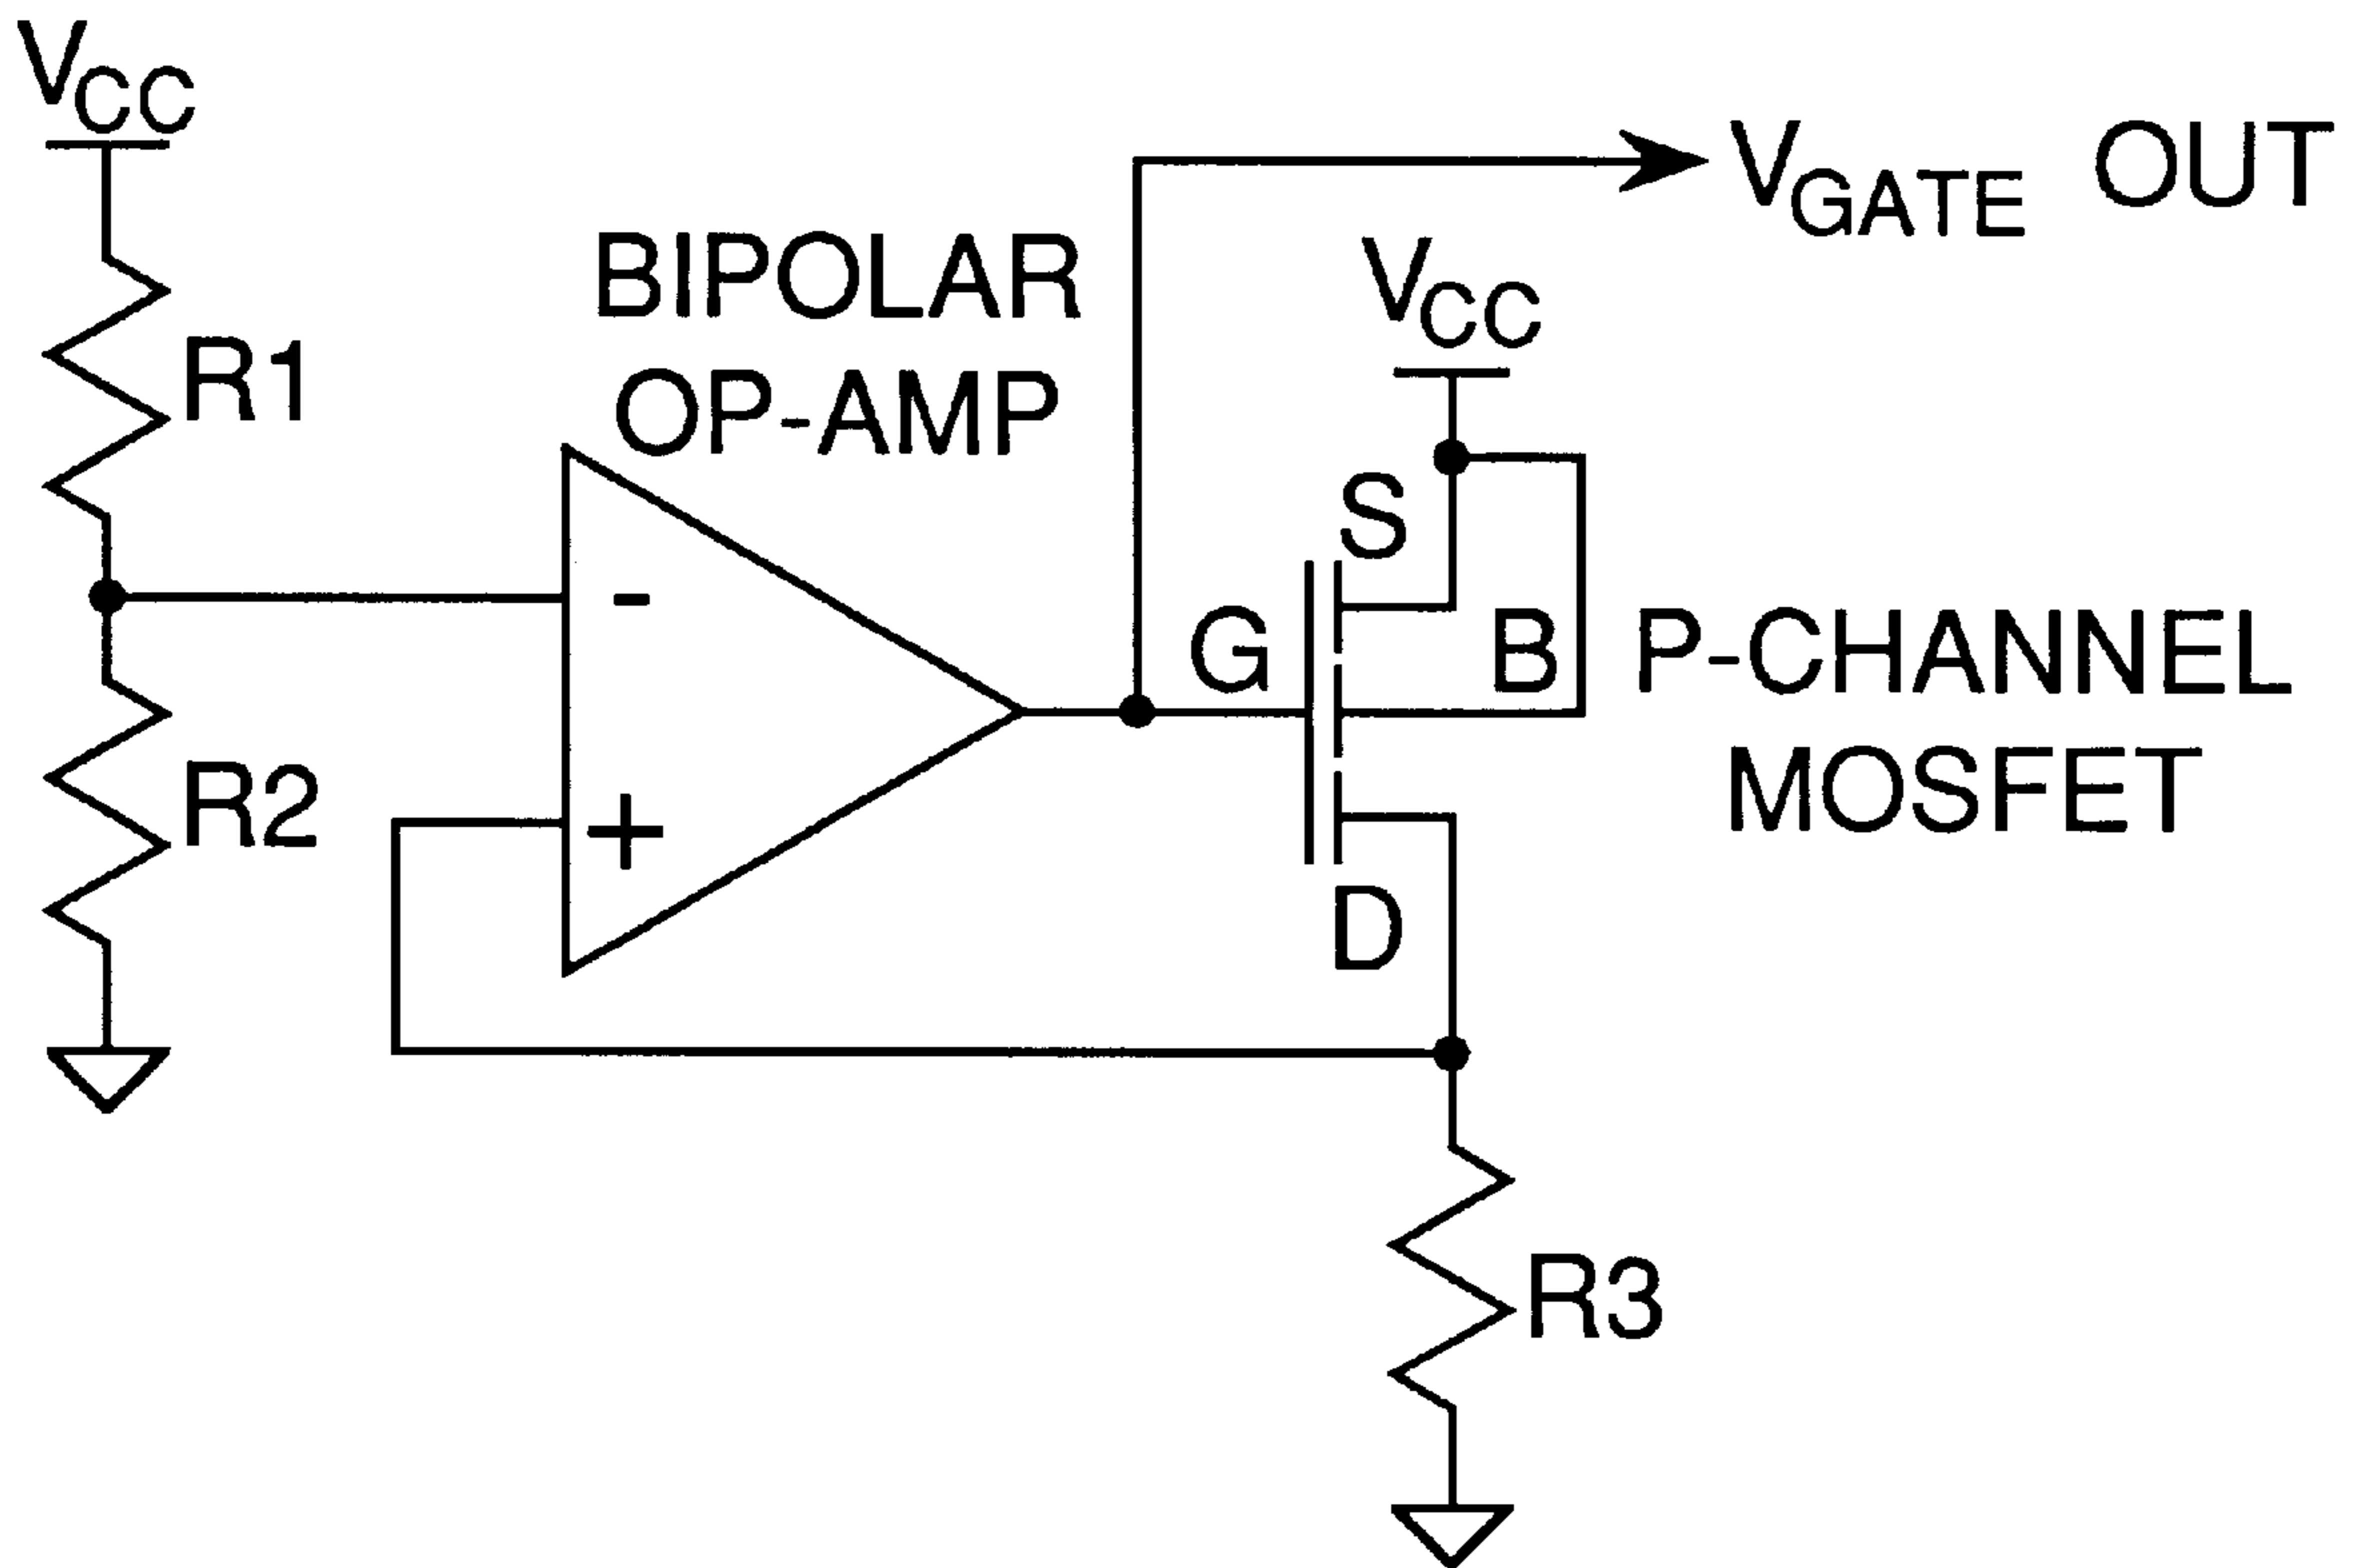 VCC
VGATE OUT
BIPOLAR
OP-AMP
VCC
R1
S
-
G
B
P-CHANNEL
MOSFET
R2
+
D
R3